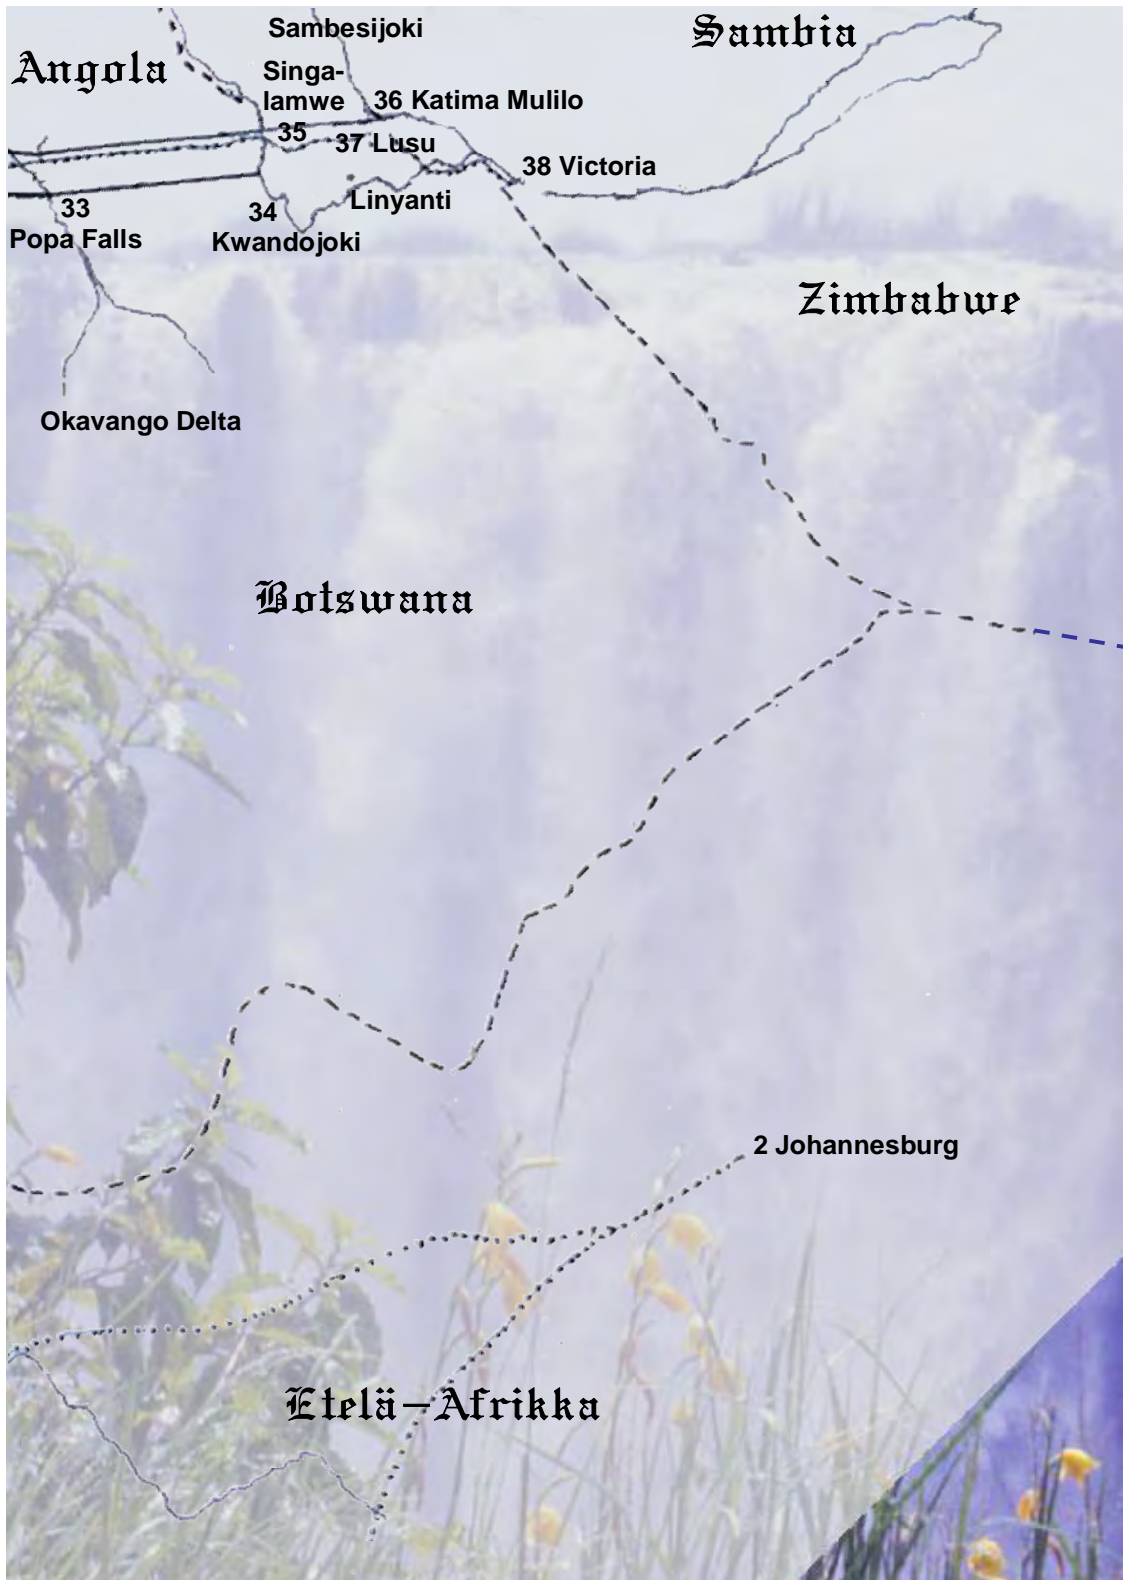 Sambesijoki
Sambia
Angola
Singa-
lamwe
36 Katima Mulilo
35
37 Lusu
38 Victoria
33
Popa Falls
34
Kwandojoki
Linyanti
Zimbabwe
Okavango Delta
Botswana
2 Johannesburg
Etelä-Afrikka